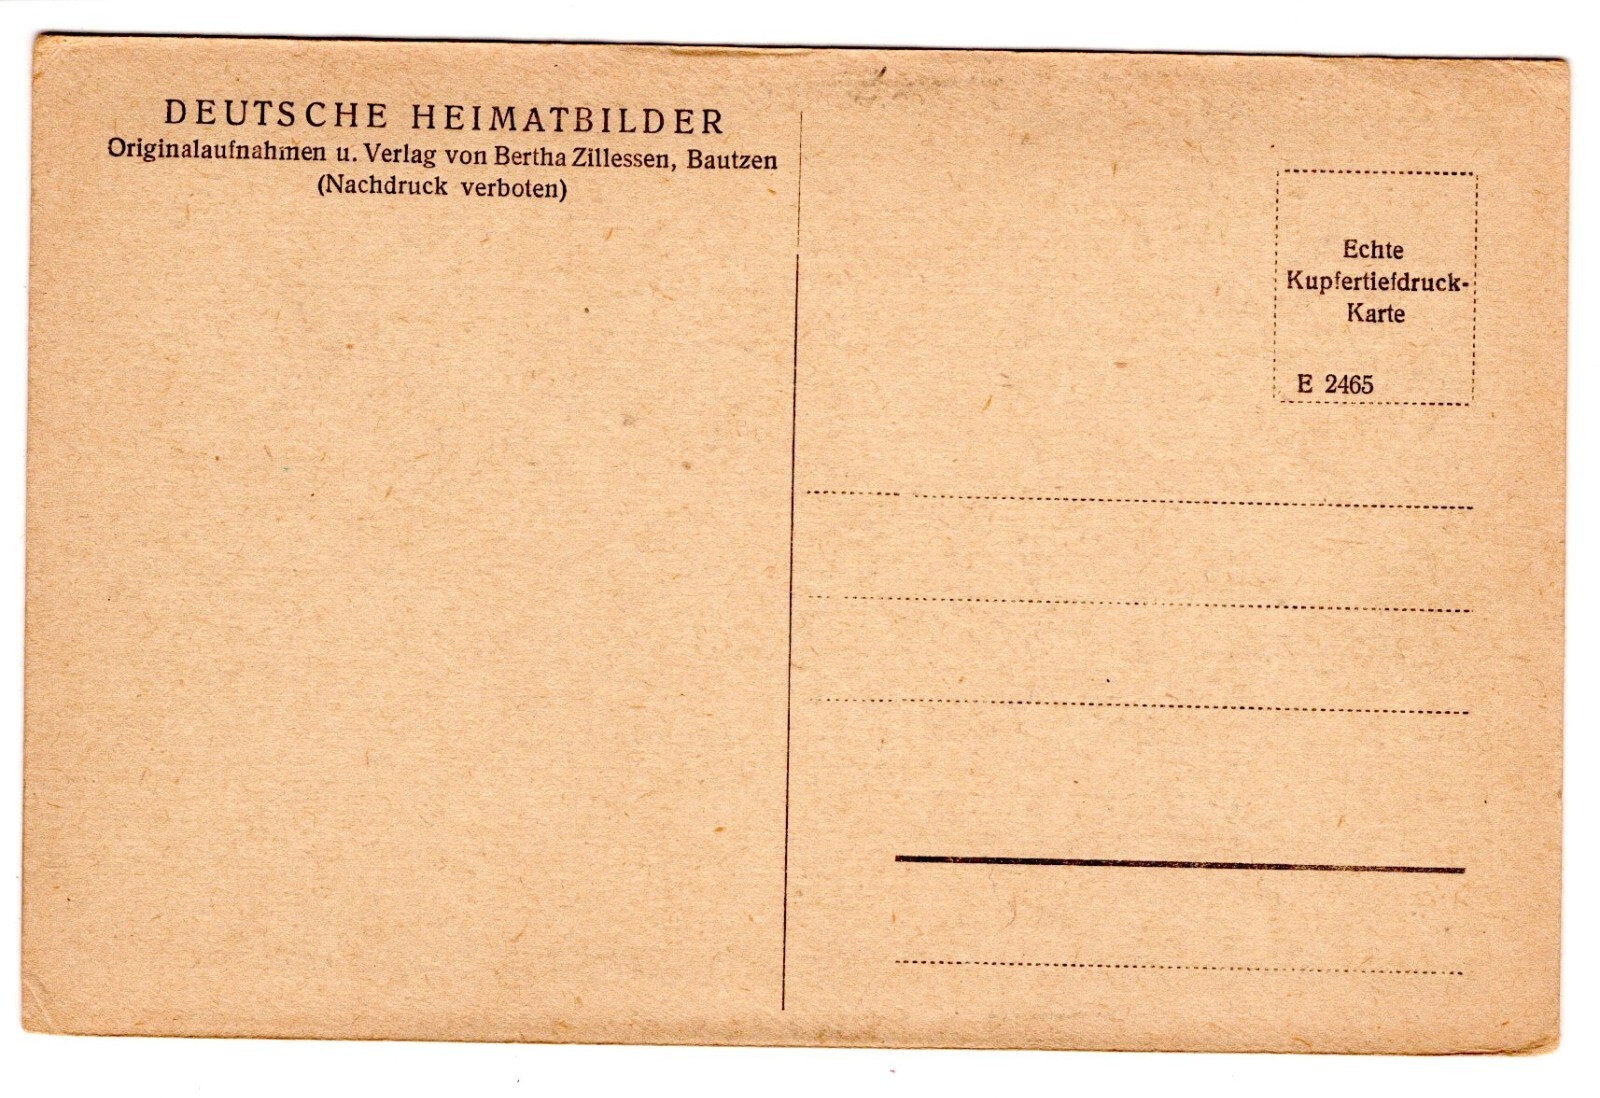 DEUTSCHE HEIMATBILDER
Originalaufnahmen u. Verlag von Bertha Zillessen, Bautzen
(Nachdruck verboten)
Echte
Kupfertiefdruck-
Karte
E 2465